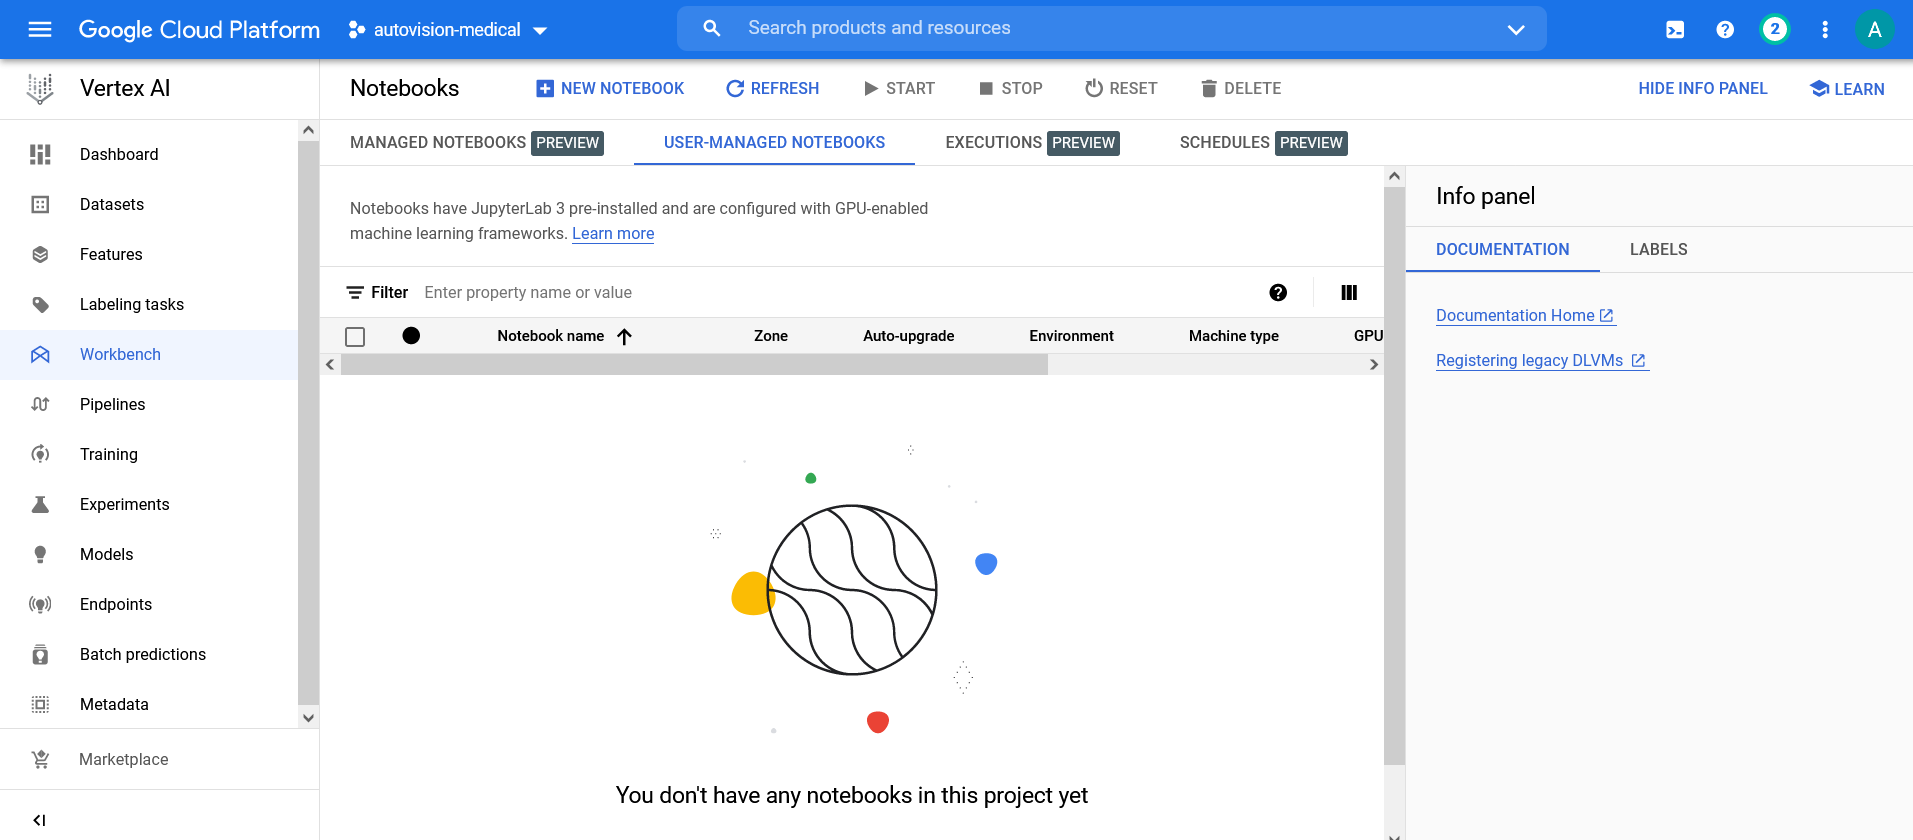 Google Cloud Platform
autovision-medical
Search products and resources
2
A
Vertex AI
Notebooks
NEW NOTEBOOK
REFRESH
START
STOP
RESET
DELETE
HIDE INFO PANEL
LEARN
Dashboard
Datasets
Features
Labeling tasks
Workbench
Pipelines
Training
Experiments
Models
Endpoints
Batch predictions
Metadata
Marketplace
MANAGED NOTEBOOKS PREVIEW
USER-MANAGED NOTEBOOKS
EXECUTIONS PREVIEW
SCHEDULES PREVIEW
Notebooks have JupyterLab 3 pre-installed and are configured with GPU-enabled
machine learning frameworks. Learn more
Filter Enter property name or value
Notebook name
Zone
Auto-upgrade
Environment
Machine type
GPU
You don't have any notebooks in this project yet
Info panel
DOCUMENTATION
LABELS
Documentation Home
Registering legacy DLVMs